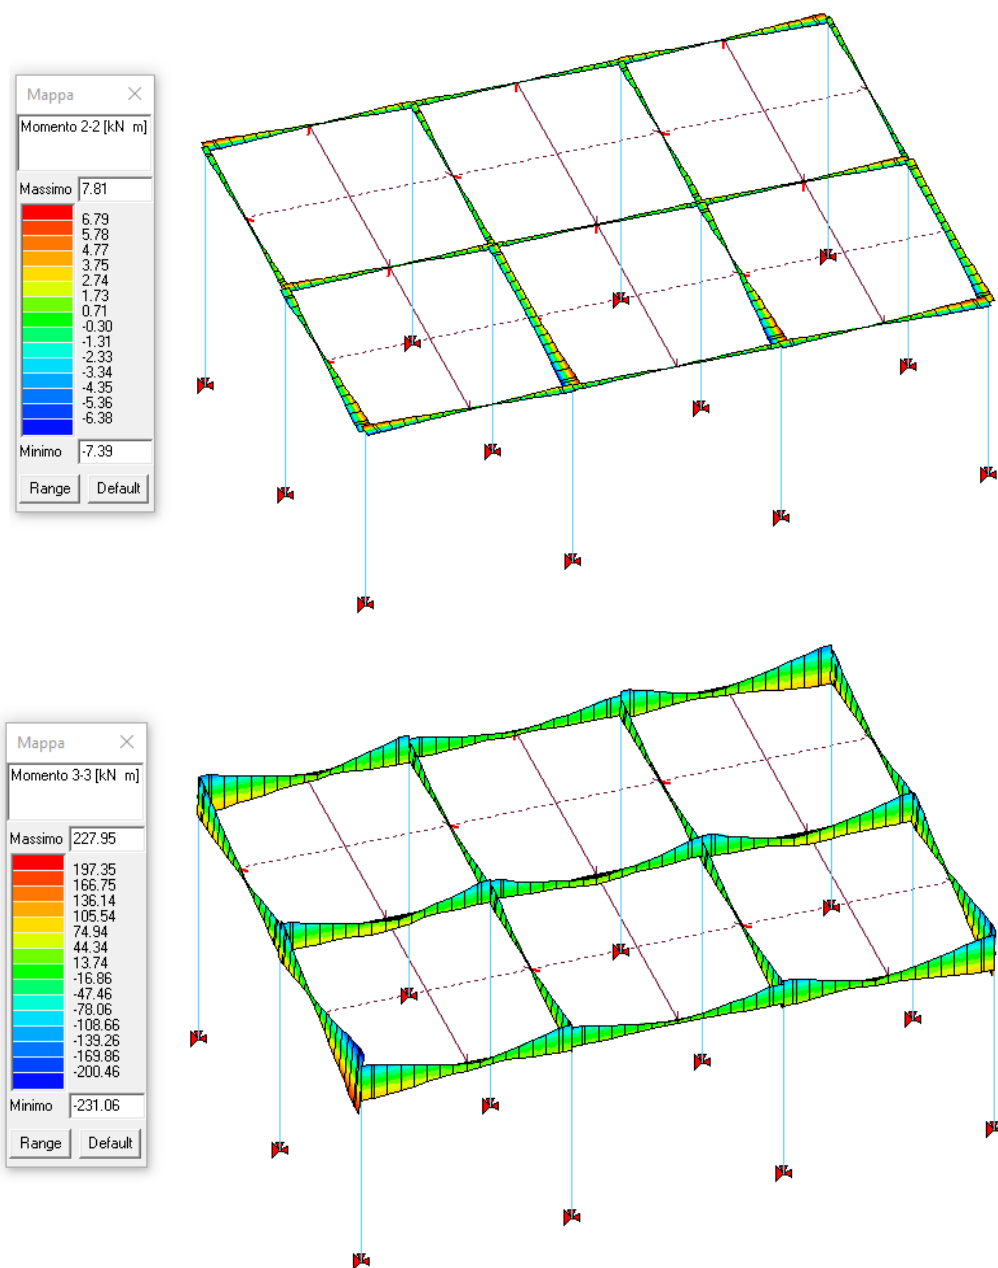 Mappa
Momento 2-2 [kN m]
Massimo 7.81
6.79
5.78
4.77
3.75
2.74
1.73
0.71
-0.30
-1.31
-2.33
-3.34
-4.35
-5.36
-6.38
Minimo -7.39
Range Default
Mappa
Momento 3-3 [kN m]
Massimo 227.95
197.35
166.75
136.14
105.54
74.94
44.34
13.74
-16.86
-47.46
-78.06
-108.66
-139.26
-169.86
-200.46
Minimo -231.06
Range Default